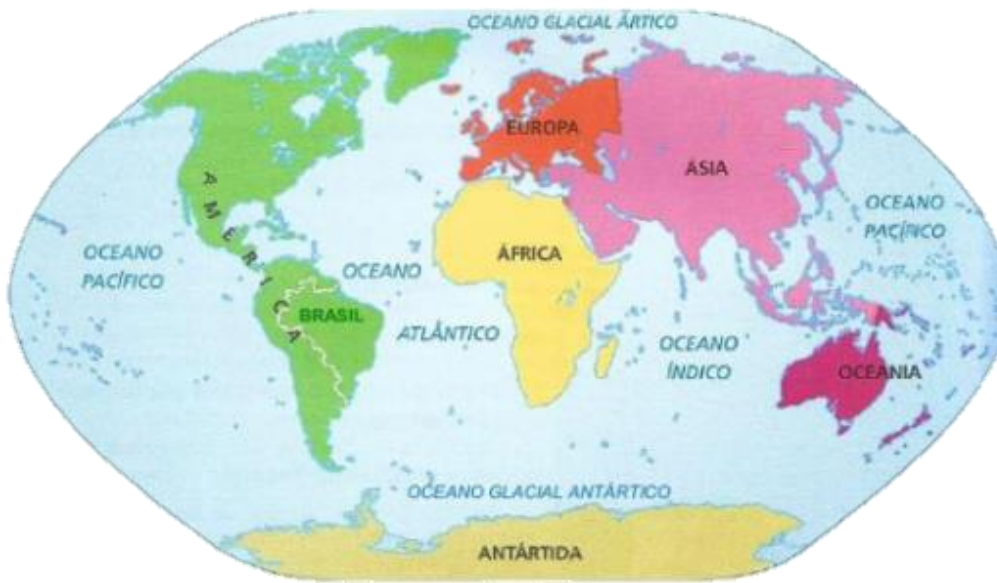 OCEANO GLACIAL ÁRTICO
EUROPA
ÁSIA
AMÉRICA
OCEANO
PACÍFICO
OCEANO
ATLÂNTICO
BRASIL
ÁFRICA
OCEANO
ÍNDICO
OCEANO
PACÍFICO
OCEANIA
OCEANO GLACIAL ANTÁRTICO
ANTÁRTIDA